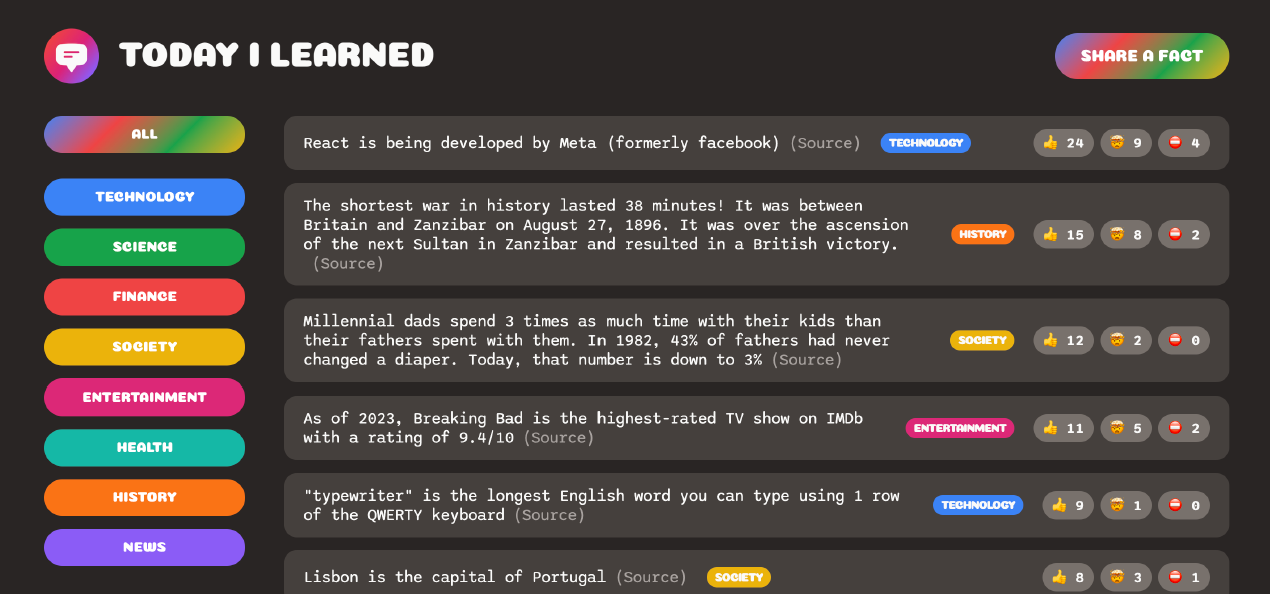 TODAY I LEARNED
SHARE A FACT
ALL
TECHNOLOGY
SCIENCE
FINANCE
SOCIETY
ENTERTAINMENT
HEALTH
HISTORY
NEWS
React is being developed by Meta (formerly facebook) (Source) TECHNOLOGY 👍 24 🤯 9 ⛔ 4
The shortest war in history lasted 38 minutes! It was between
Britain and Zanzibar on August 27, 1896. It was over the ascension
of the next Sultan in Zanzibar and resulted in a British victory.
(Source)
HISTORY 👍 15 🤯 8 ⛔ 2
Millennial dads spend 3 times as much time with their kids than
their fathers spent with them. In 1982, 43% of fathers had never
changed a diaper. Today, that number is down to 3% (Source)
SOCIETY 👍 12 🤯 2 ⛔ 0
As of 2023, Breaking Bad is the highest-rated TV show on IMDb
with a rating of 9.4/10 (Source)
ENTERTAINMENT 👍 11 🤯 5 ⛔ 2
"typewriter" is the longest English word you can type using 1 row
of the QWERTY keyboard (Source)
TECHNOLOGY 👍 9 🤯 1 ⛔ 0
Lisbon is the capital of Portugal (Source) SOCIETY 👍 8 🤯 3 ⛔ 1